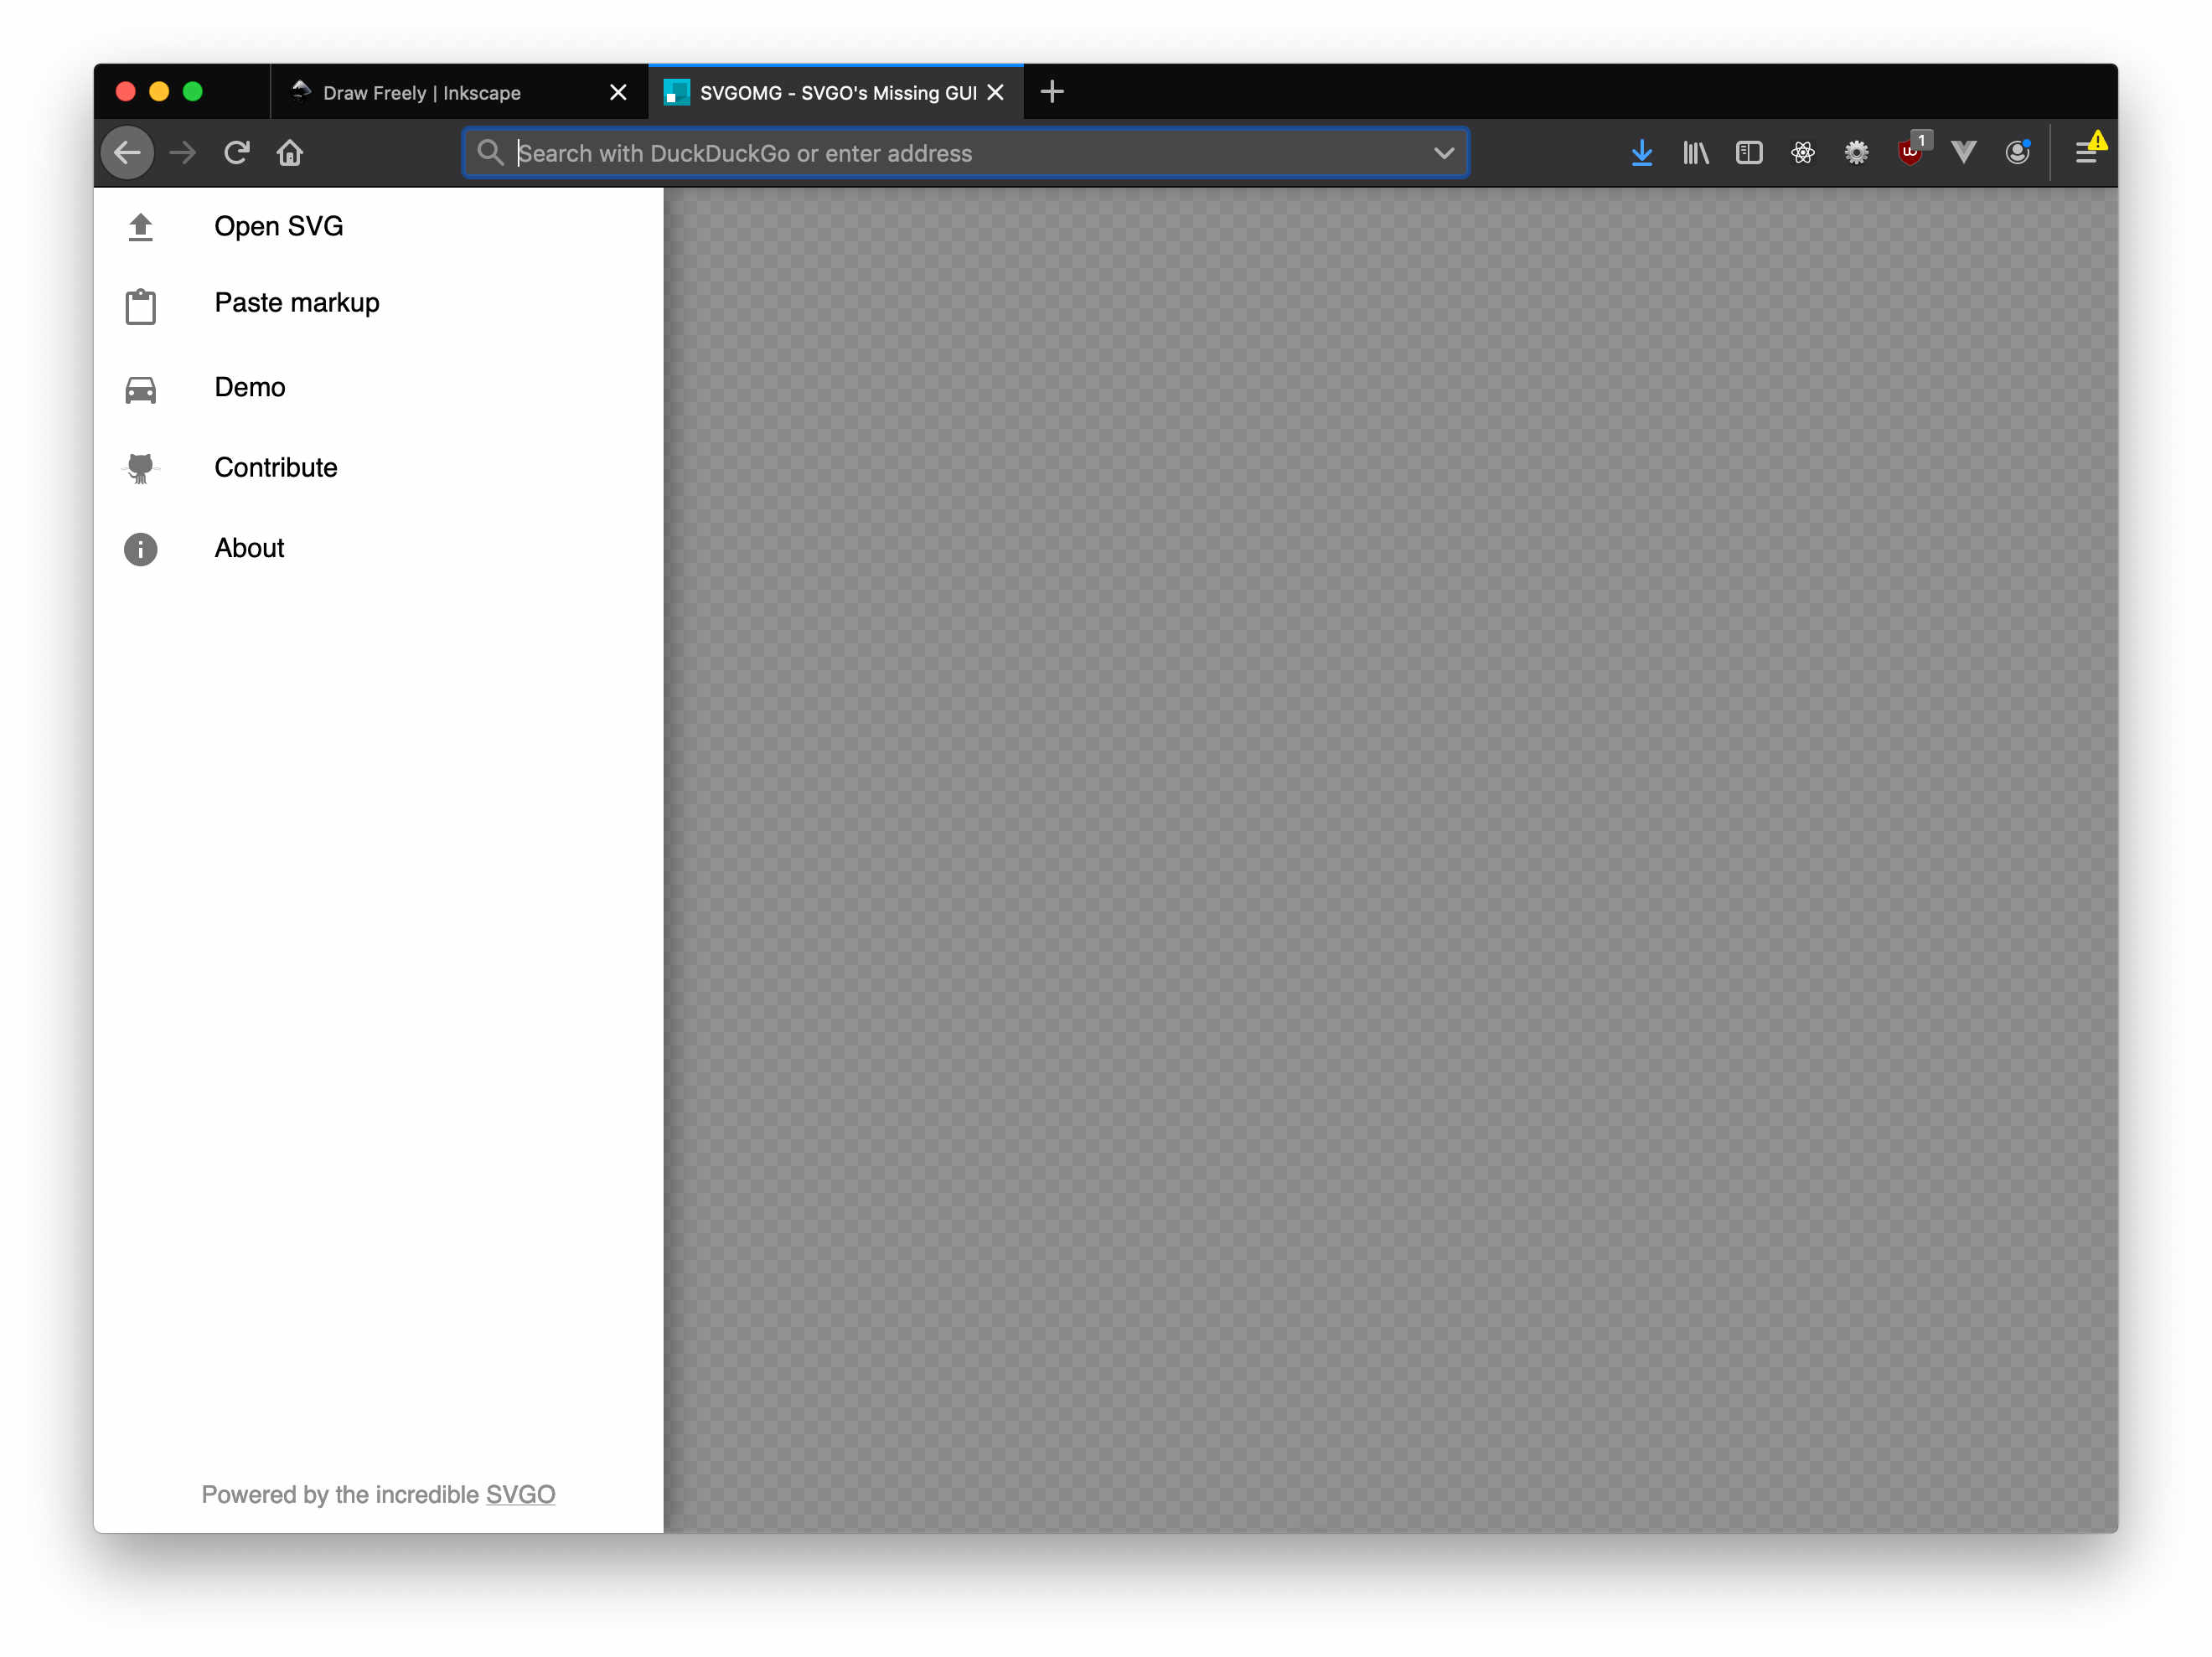 Draw Freely | Inkscape
SVGOMG - SVGO's Missing GUI
Search with DuckDuckGo or enter address
1
Open SVG
Paste markup
Demo
Contribute
About
Powered by the incredible SVGO